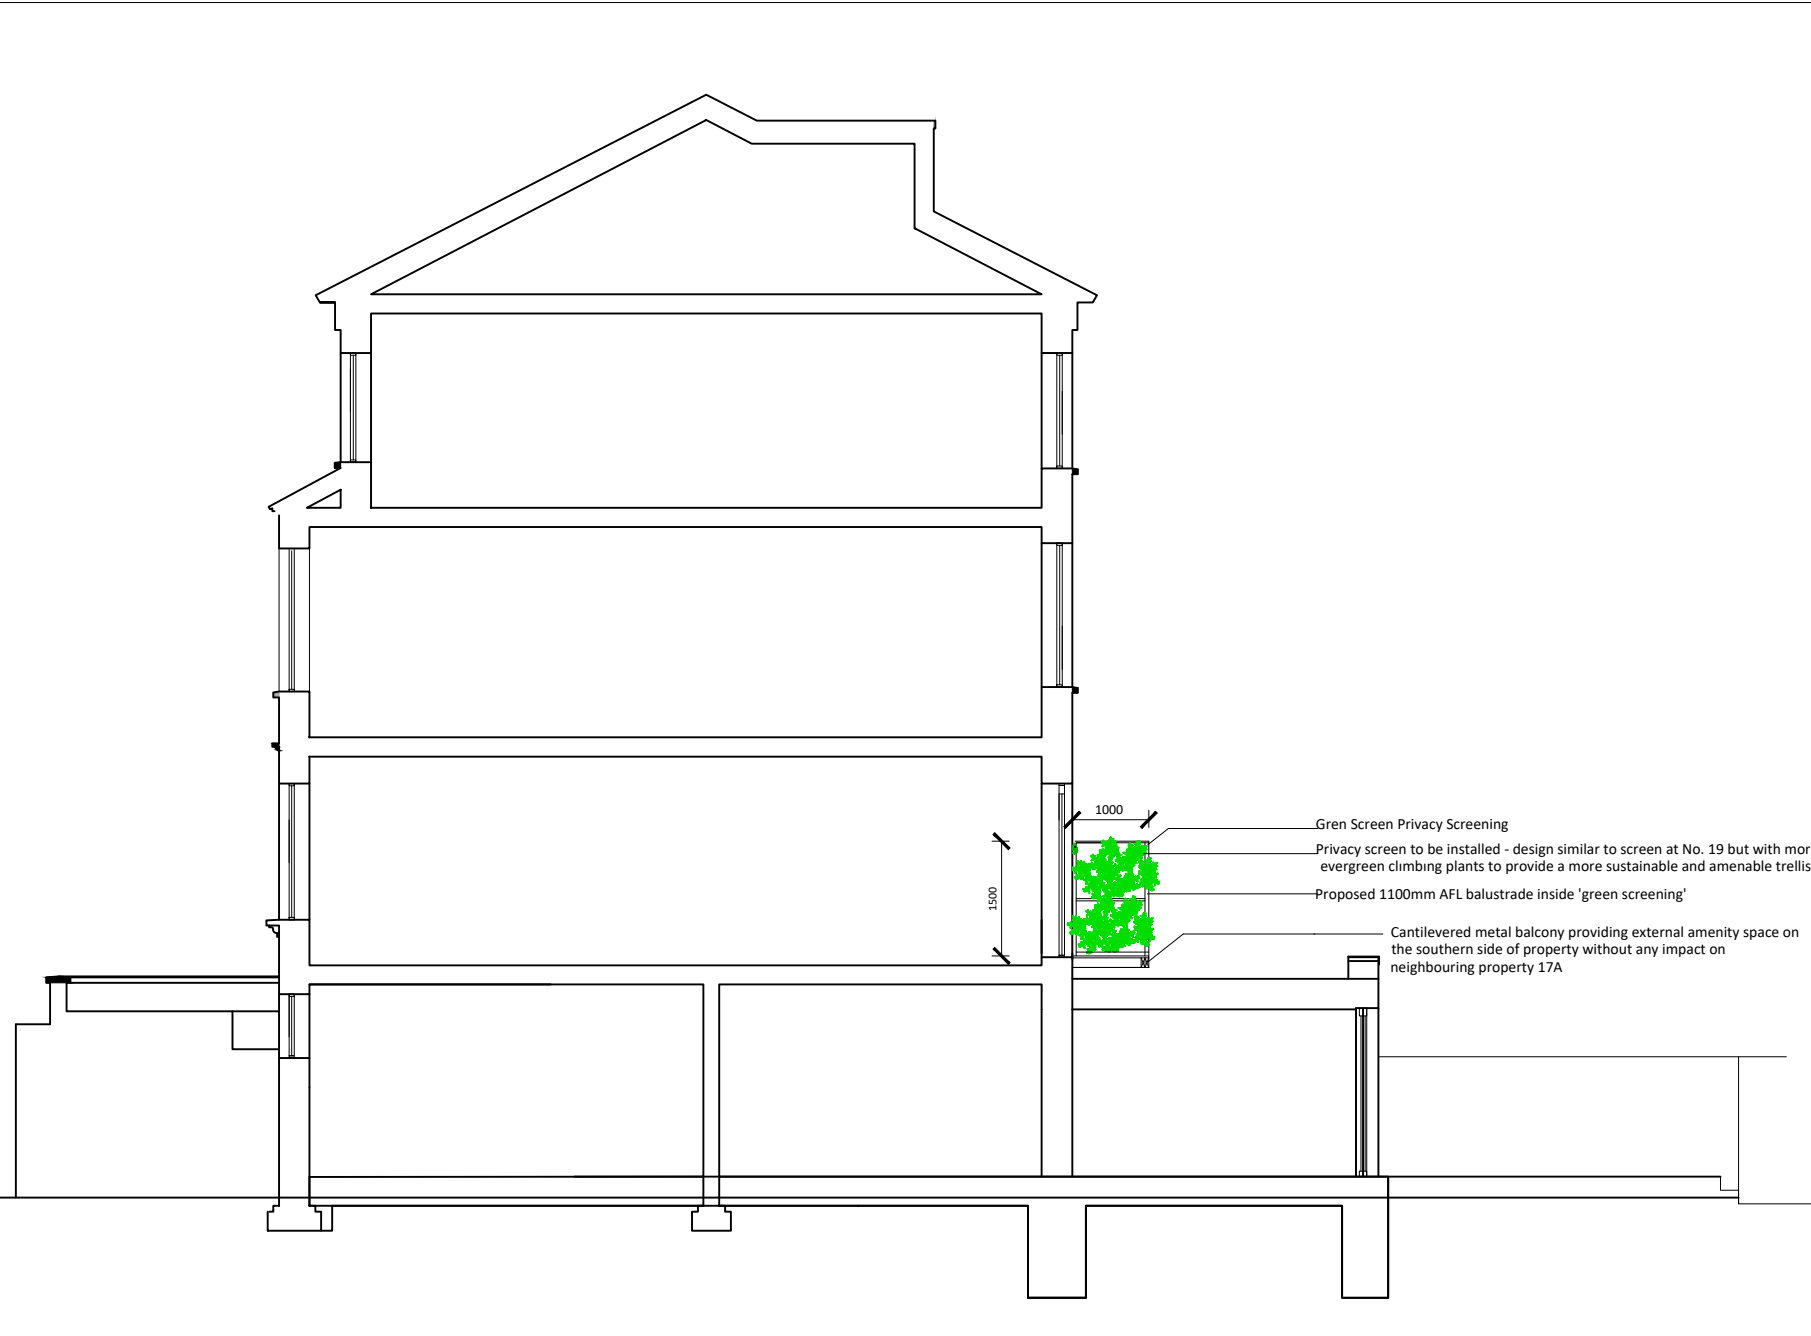 1000
1500
Gren Screen Privacy Screening
Privacy screen to be installed - design similar to screen at No. 19 but with mor
evergreen clımbing plants to provide a more sustainable and amenable trellis
Proposed 1100mm AFL balustrade inside 'green screening'
Cantilevered metal balcony providing external amenity space on
the southern side of property without any impact on
neighbouring property 17A